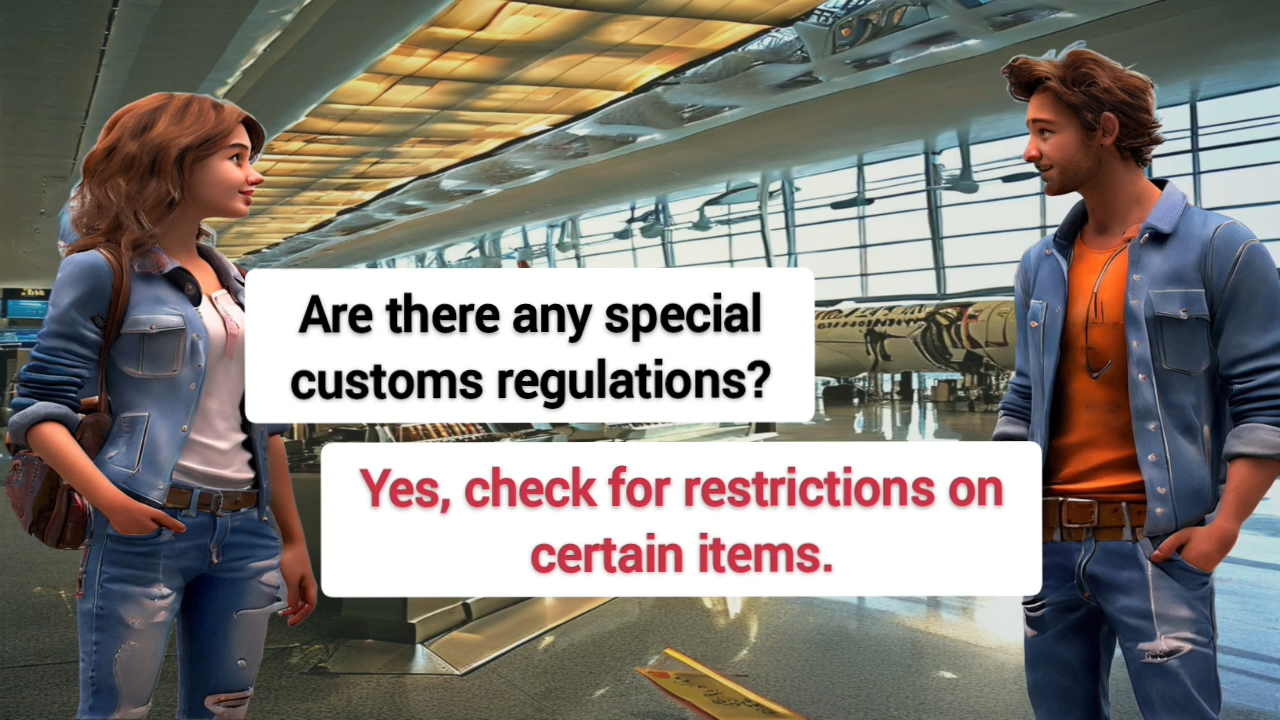 Are there any special
customs regulations?
Yes, check for restrictions on
certain items.